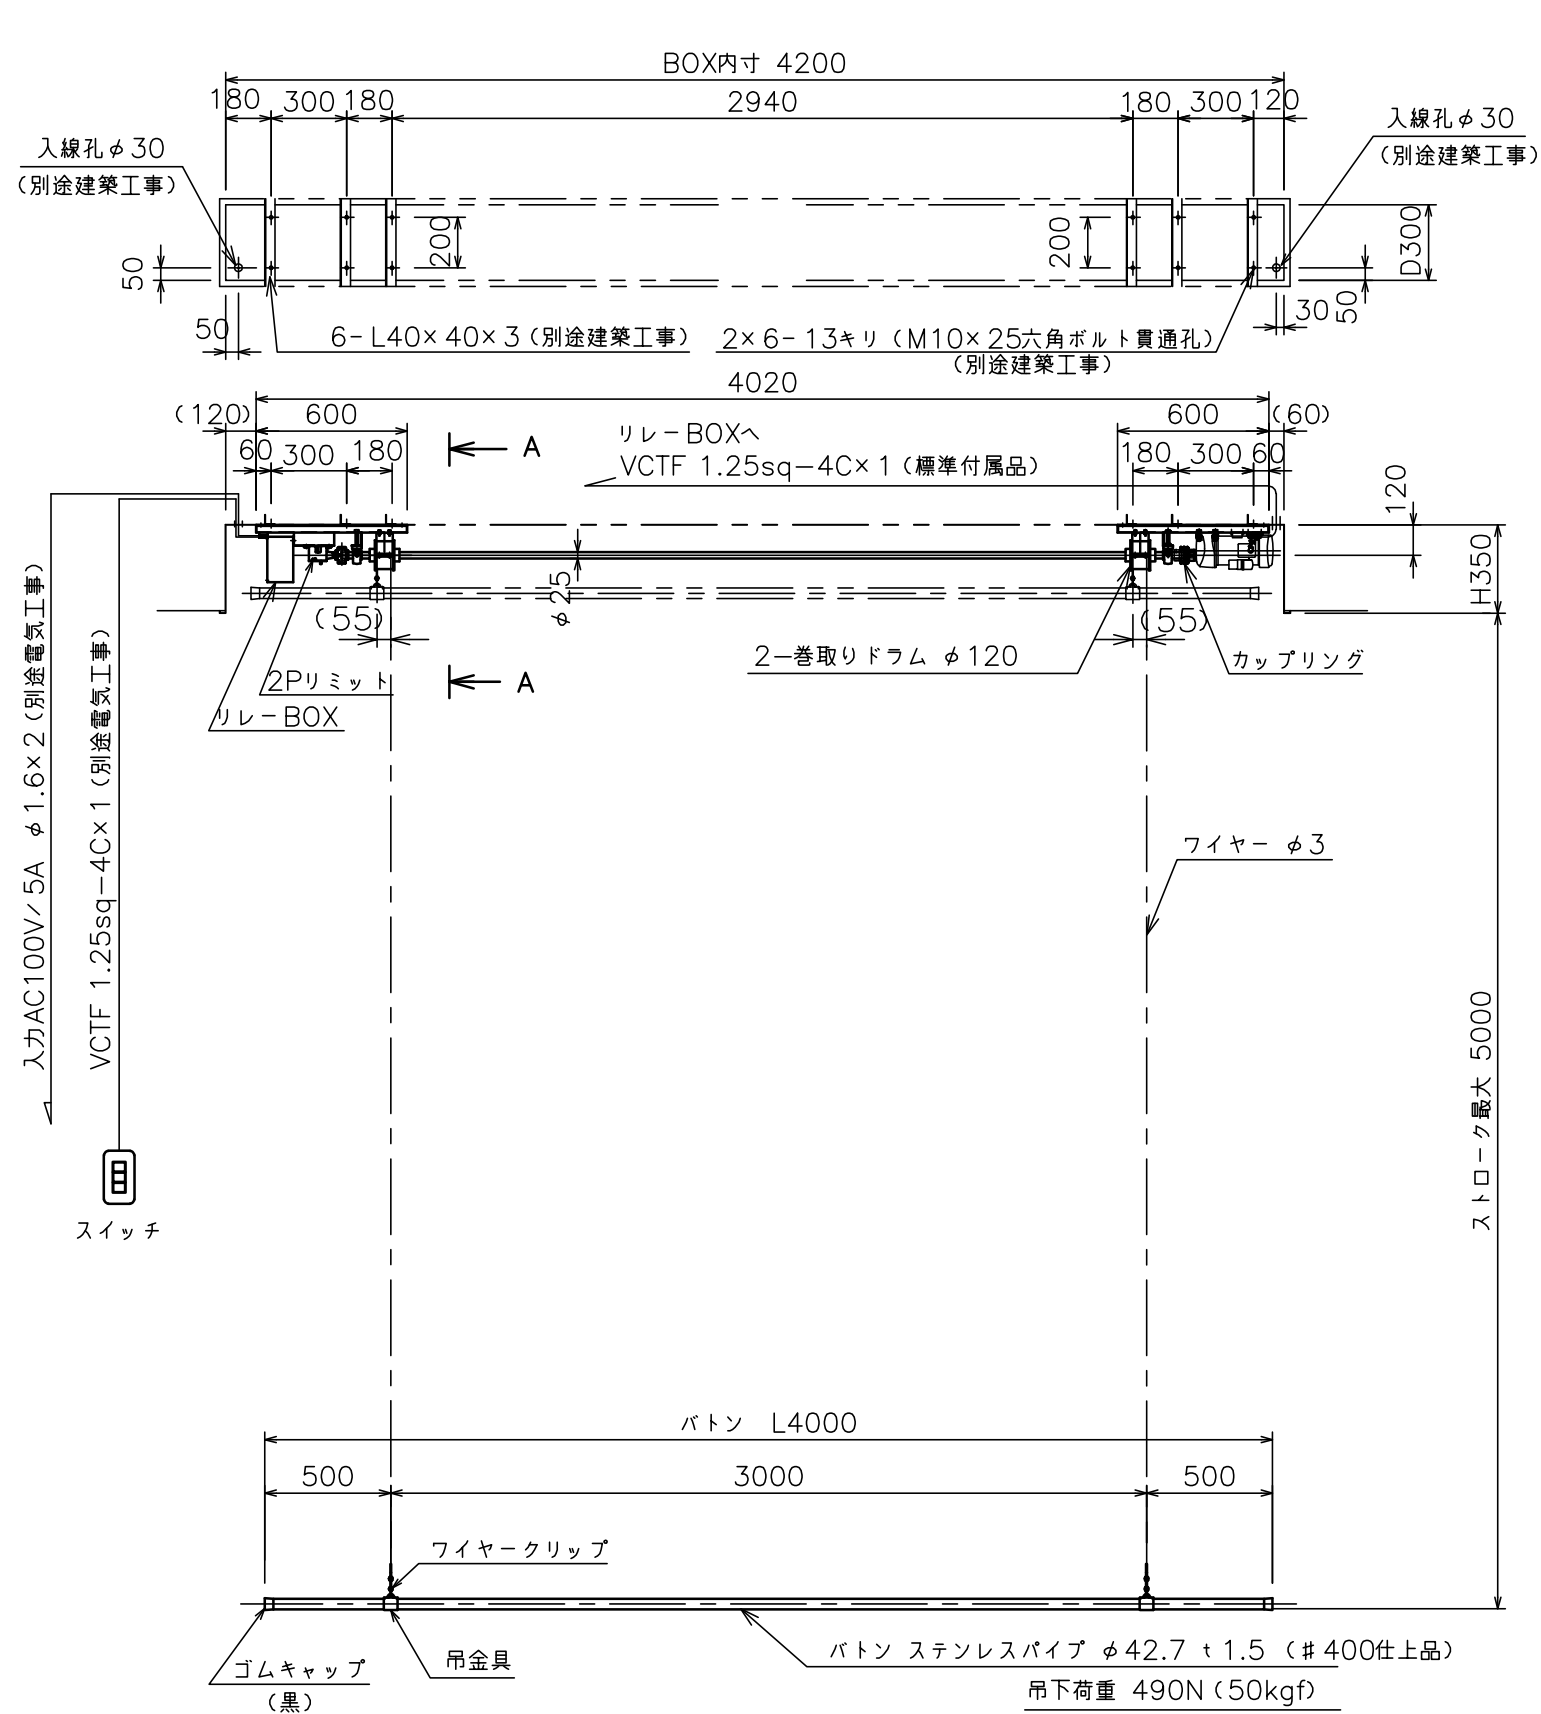 BOX内寸 4200
180 300 180 2940 180 300 120
入線孔φ30
(別途建築工事)
入線孔φ30
(別途建築工事)
200
200
D300
50
50
50
30
6-L40×40×3(別途建築工事)
2×6-13キリ(M10×25六角ボルト貫通孔)
(別途建築工事)
4020
(120) 600
600 (60)
60 300 180
180 300 60
A
リレーBOXへ
VCTF 1.25sq-4C×1(標準付属品)
120
H350
φ25
(55)
(55)
2-巻取りドラム φ120
カップリング
2Pリミット
リレーBOX
A
入力AC100V/5A φ1.6×2(別途電気工事)
VCTF 1.25sq-4C×1(別途電気工事)
スイッチ
ワイヤー φ3
ストローク最大 5000
バトン L4000
500 3000 500
ワイヤークリップ
ゴムキャップ
(黒)
吊金具
バトン ステンレスパイプ φ42.7 t1.5 (♯400仕上品)
吊下荷重 490N(50kgf)